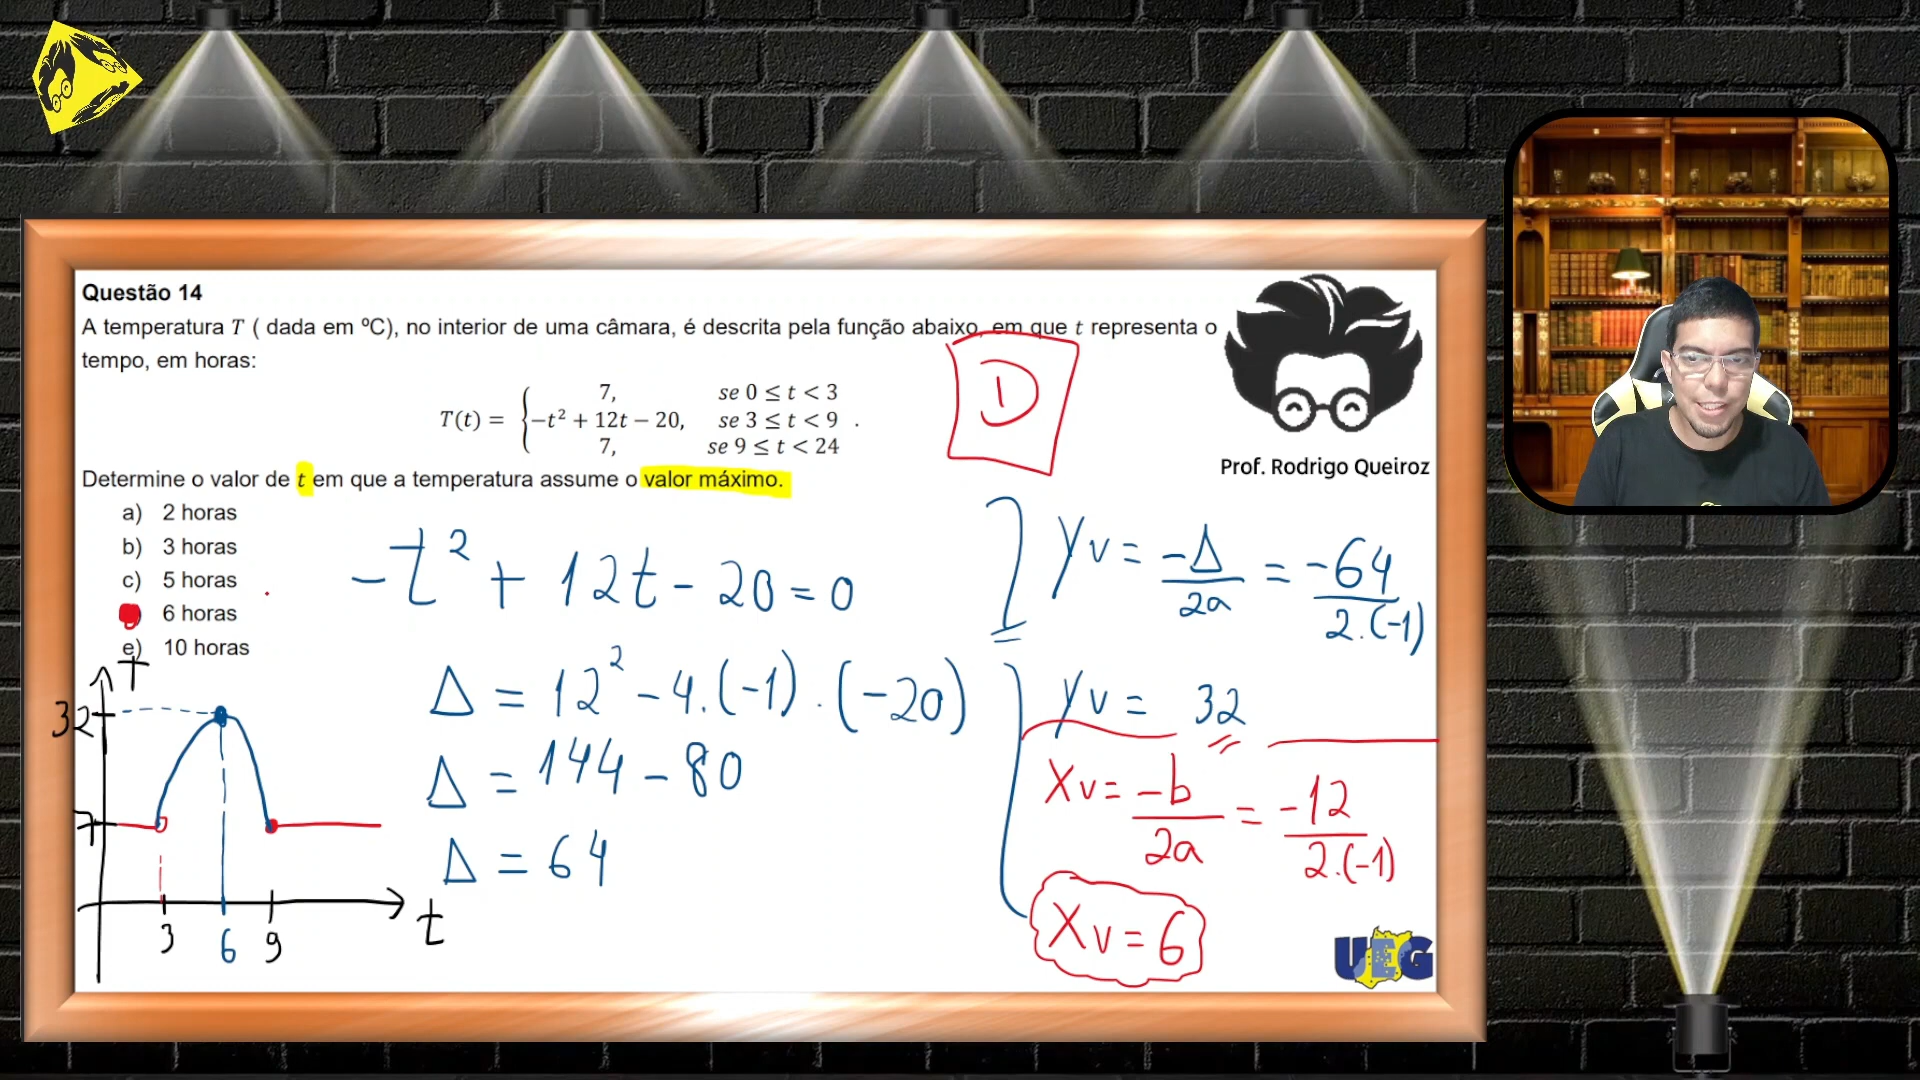 Questão 14
A temperatura T ( dada em ºC), no interior de uma câmara, é descrita pela função abaixo, em que t representa o
tempo, em horas:
7, se 0 ≤ t < 3
T(t) = { −t² + 12t − 20, se 3 ≤ t < 9 .
7, se 9 ≤ t < 24
Determine o valor de t em que a temperatura assume o valor máximo.
a) 2 horas
b) 3 horas
c) 5 horas
6 horas
e) 10 horas
D
Prof. Rodrigo Queiroz
-t² + 12t - 20 = 0
Δ = 12² - 4.(-1).(-20)
Δ = 144 - 80
Δ = 64
Yv = -Δ/2a = -64/2.(-1)
Yv = 32
Xv = -b/2a = -12/2.(-1)
Xv = 6
T
32
7
3 6 9
t
UEG